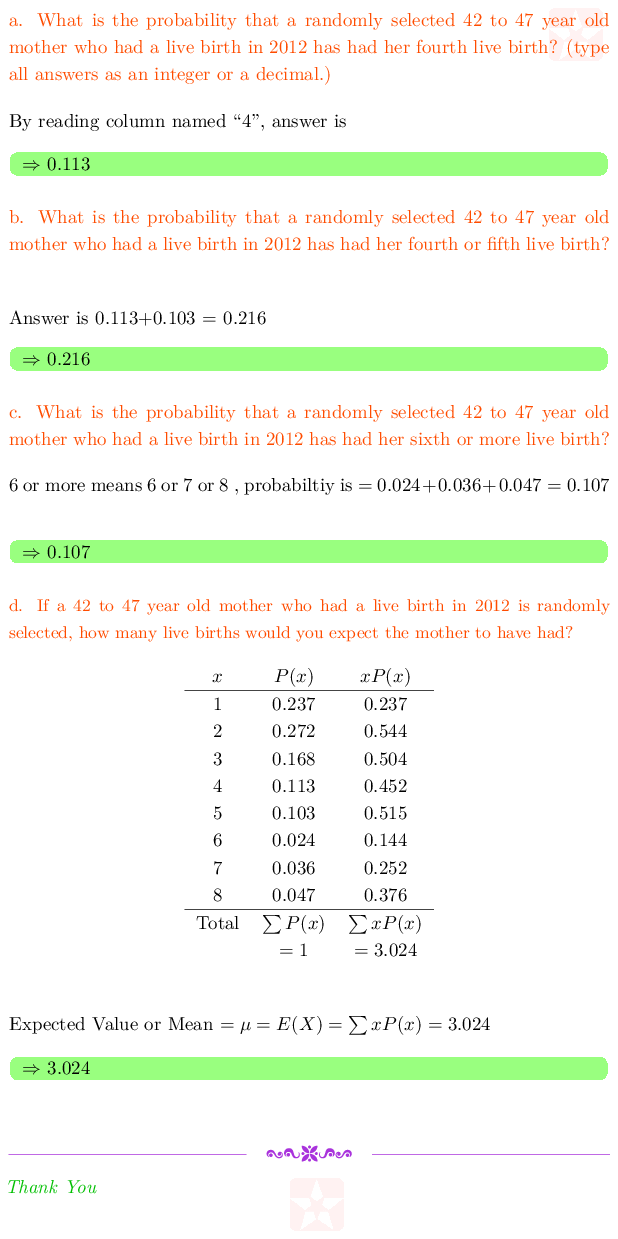 a. What is the probability that a randomly selected 42 to 47 year old
mother who had a live birth in 2012 has had her fourth live birth? (type
all answers as an integer or a decimal.)
By reading column named “4”, answer is
⇒ 0.113
b. What is the probability that a randomly selected 42 to 47 year old
mother who had a live birth in 2012 has had her fourth or fifth live birth?
Answer is 0.113+0.103 = 0.216
⇒ 0.216
c. What is the probability that a randomly selected 42 to 47 year old
mother who had a live birth in 2012 has had her sixth or more live birth?
6 or more means 6 or 7 or 8 , probabiltiy is = 0.024+0.036+0.047 = 0.107
⇒ 0.107
d. If a 42 to 47 year old mother who had a live birth in 2012 is randomly
selected, how many live births would you expect the mother to have had?
x P(x) xP(x)
1 0.237 0.237
2 0.272 0.544
3 0.168 0.504
4 0.113 0.452
5 0.103 0.515
6 0.024 0.144
7 0.036 0.252
8 0.047 0.376
Total ∑ P(x) ∑ xP(x)
= 1 = 3.024
Expected Value or Mean = μ = E(X) = ∑ xP(x) = 3.024
⇒ 3.024
Thank You